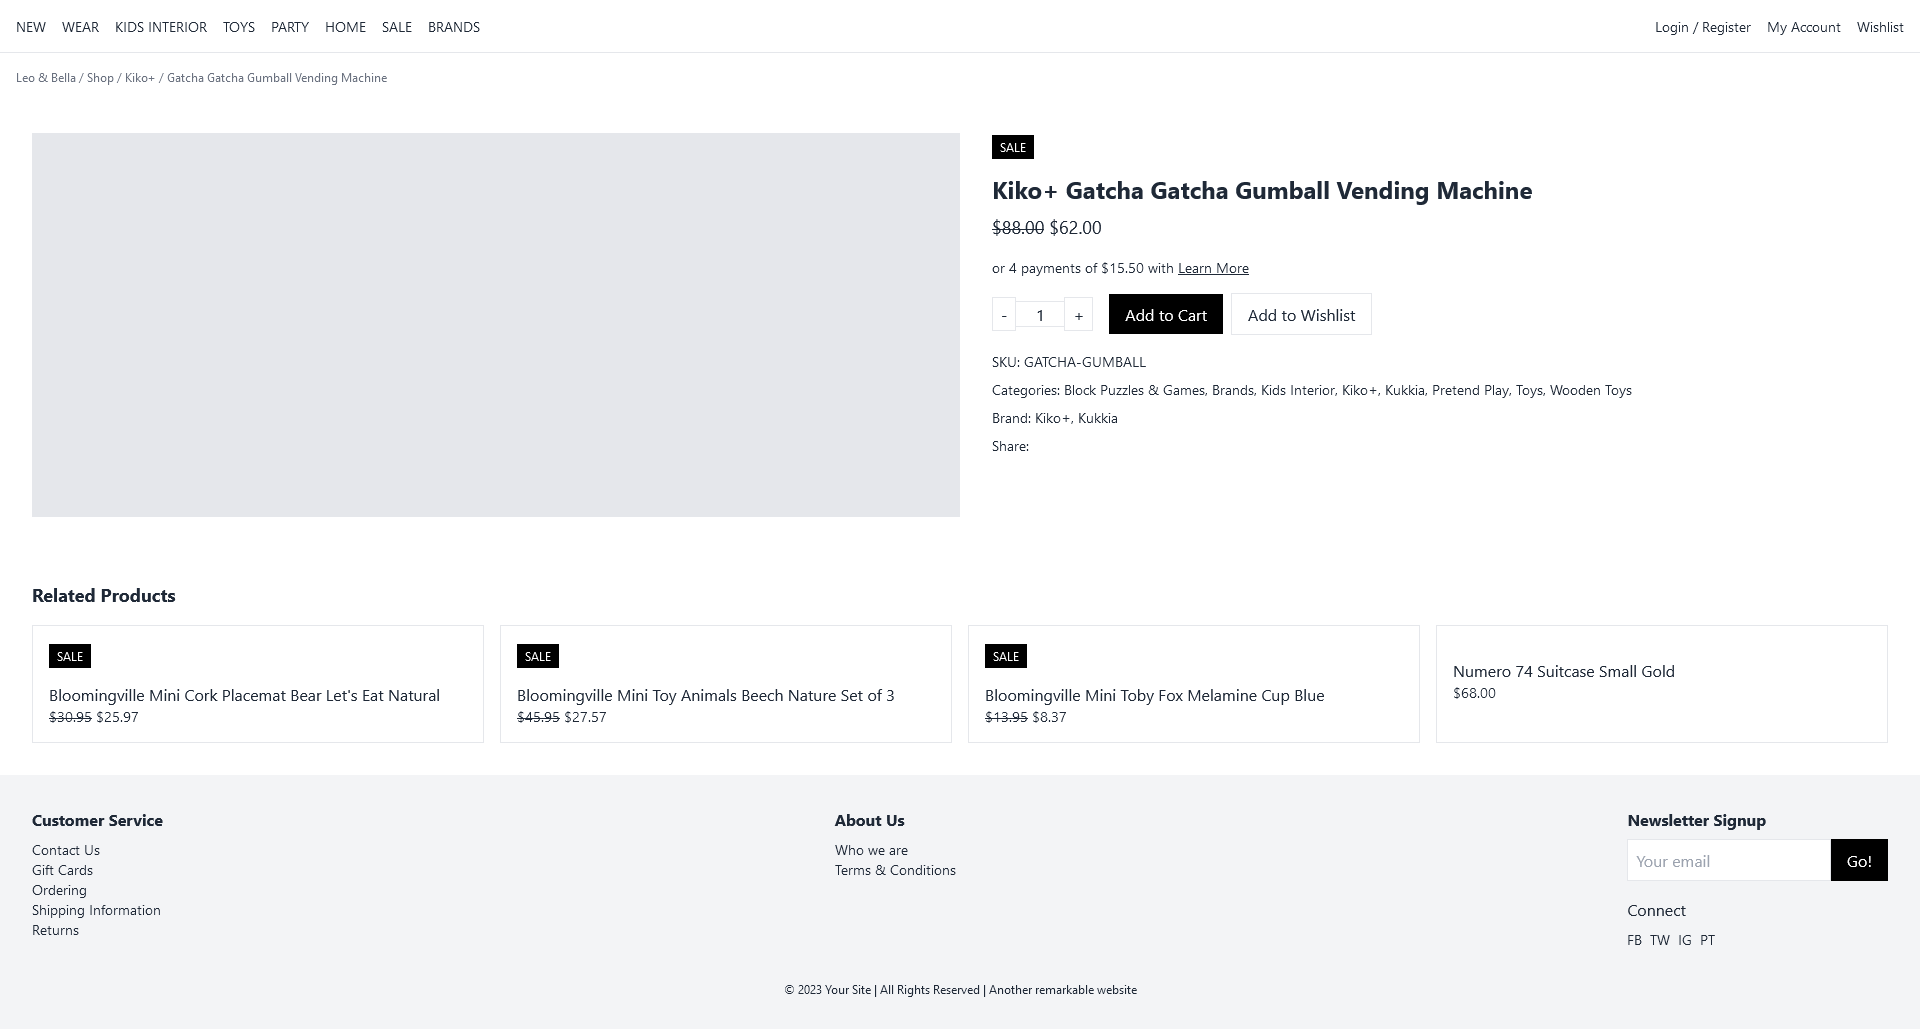 NEW WEAR KIDS INTERIOR TOYS PARTY HOME SALE BRANDS
Login / Register My Account Wishlist
Leo & Bella / Shop / Kiko+ / Gatcha Gatcha Gumball Vending Machine
SALE
Kiko+ Gatcha Gatcha Gumball Vending Machine
$88.00 $62.00
or 4 payments of $15.50 with Learn More
- 1 + Add to Cart Add to Wishlist
SKU: GATCHA-GUMBALL
Categories: Block Puzzles & Games, Brands, Kids Interior, Kiko+, Kukkia, Pretend Play, Toys, Wooden Toys
Brand: Kiko+, Kukkia
Share:
Related Products
SALE
Bloomingville Mini Cork Placemat Bear Let's Eat Natural
$30.95 $25.97
SALE
Bloomingville Mini Toy Animals Beech Nature Set of 3
$45.95 $27.57
SALE
Bloomingville Mini Toby Fox Melamine Cup Blue
$13.95 $8.37
Numero 74 Suitcase Small Gold
$68.00
Customer Service
Contact Us
Gift Cards
Ordering
Shipping Information
Returns
About Us
Who we are
Terms & Conditions
Newsletter Signup
Your email Go!
Connect
FB TW IG PT
© 2023 Your Site | All Rights Reserved | Another remarkable website